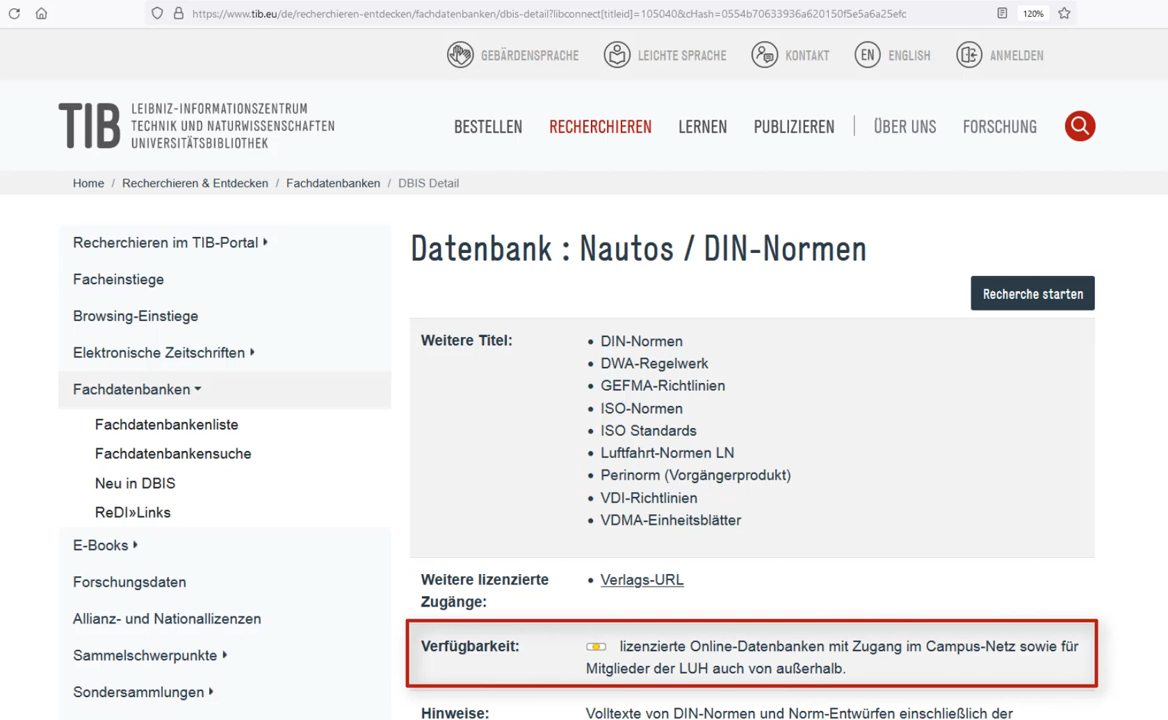 https://www.tib.eu/de/recherchieren-entdecken/fachdatenbanken/dbis-detail?libconnect[titleid]=105040&cHash=0554b70633936a620150f5e5a6a25efc
120%
GEBÄRDENSPRACHE
LEICHTE SPRACHE
KONTAKT
EN ENGLISH
ANMELDEN
TIB
LEIBNIZ-INFORMATIONSZENTRUM
TECHNIK UND NATURWISSENSCHAFTEN
UNIVERSITÄTSBIBLIOTHEK
BESTELLEN
RECHERCHIEREN
LERNEN
PUBLIZIEREN
ÜBER UNS
FORSCHUNG
Home / Recherchieren & Entdecken / Fachdatenbanken / DBIS Detail
Recherchieren im TIB-Portal
Facheinstiege
Browsing-Einstiege
Elektronische Zeitschriften
Fachdatenbanken
Fachdatenbankenliste
Fachdatenbankensuche
Neu in DBIS
ReDI»Links
E-Books
Forschungsdaten
Allianz- und Nationallizenzen
Sammelschwerpunkte
Sondersammlungen
Datenbank : Nautos / DIN-Normen
Recherche starten
Weitere Titel:
• DIN-Normen
• DWA-Regelwerk
• GEFMA-Richtlinien
• ISO-Normen
• ISO Standards
• Luftfahrt-Normen LN
• Perinorm (Vorgängerprodukt)
• VDI-Richtlinien
• VDMA-Einheitsblätter
Weitere lizenzierte
Zugänge:
• Verlags-URL
Verfügbarkeit:
lizenzierte Online-Datenbanken mit Zugang im Campus-Netz sowie für
Mitglieder der LUH auch von außerhalb.
Hinweise:
Volltexte von DIN-Normen und Norm-Entwürfen einschließlich der